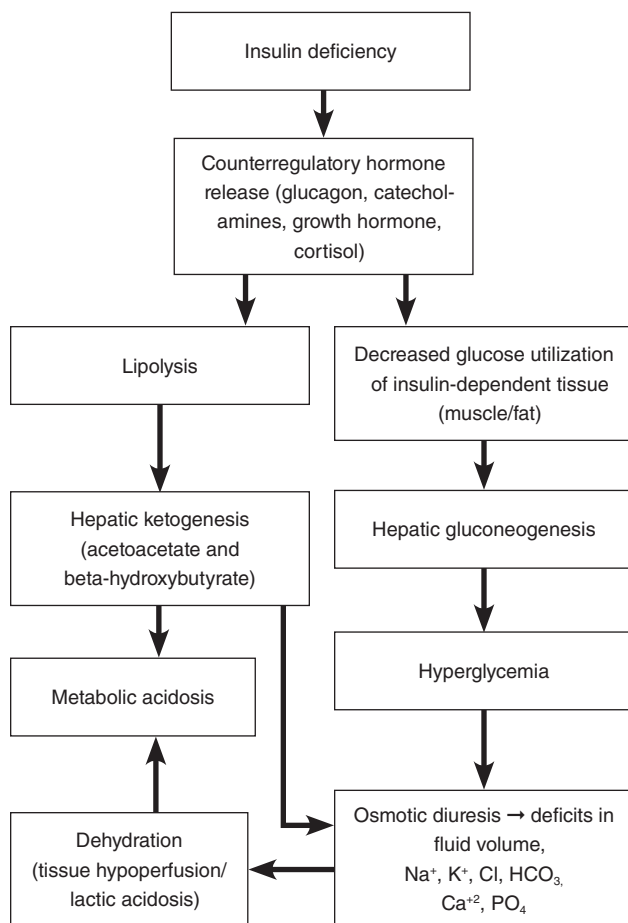 Insulin deficiency
Counterregulatory hormone
release (glucagon, catechol-
amines, growth hormone,
cortisol)
Lipolysis
Decreased glucose utilization
of insulin-dependent tissue
(muscle/fat)
Hepatic ketogenesis
(acetoacetate and
beta-hydroxybutyrate)
Hepatic gluconeogenesis
Metabolic acidosis
Hyperglycemia
Dehydration
(tissue hypoperfusion/
lactic acidosis)
Osmotic diuresis → deficits in
fluid volume,
Na⁺, K⁺, Cl, HCO₃,
Ca⁺², PO₄